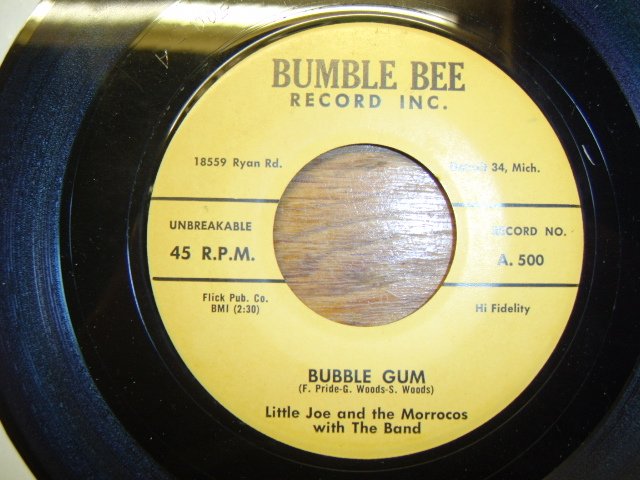 BUMBLE BEE
RECORD INC.
18559 Ryan Rd.
Detroit 34, Mich.
UNBREAKABLE
45 R.P.M.
RECORD NO.
A. 500
Flick Pub. Co.
BMI (2:30)
Hi Fidelity
BUBBLE GUM
(F. Pride-G. Woods-S. Woods)
Little Joe and the Morrocos
with The Band